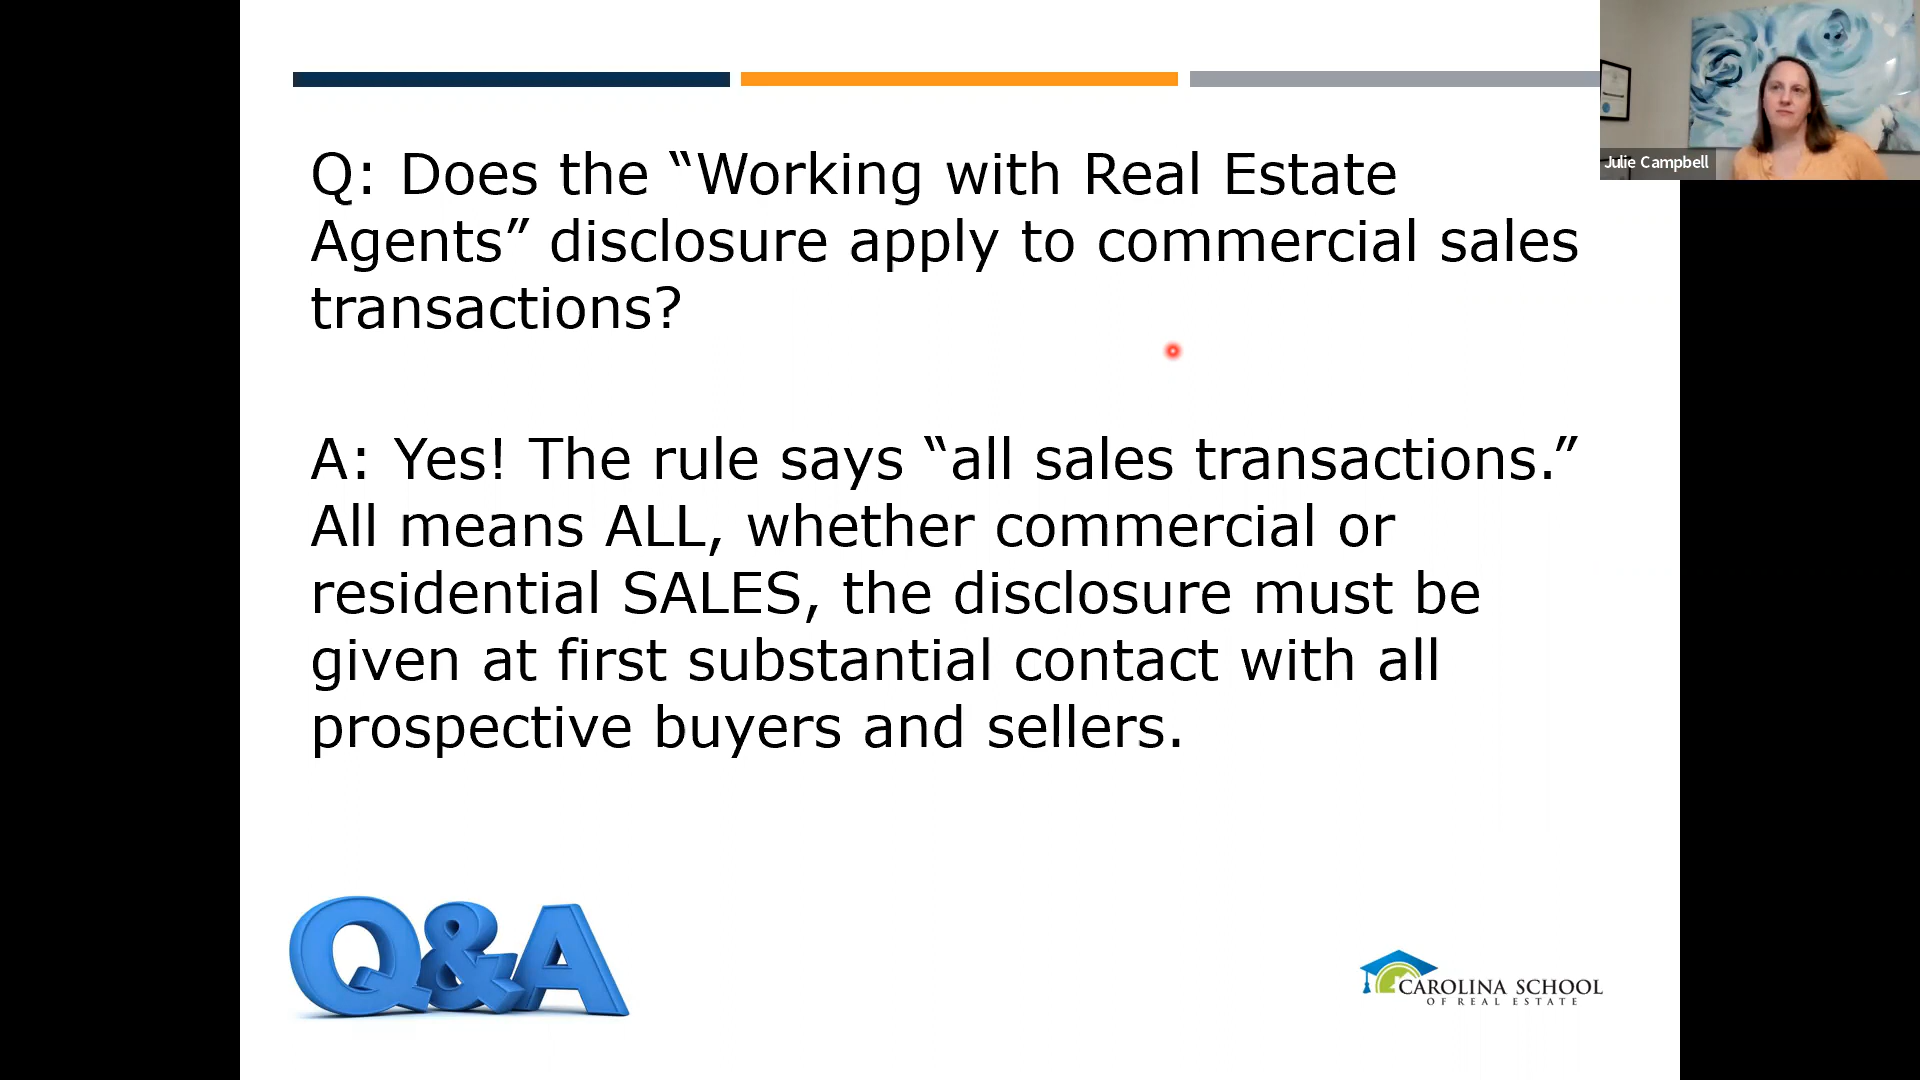 Q: Does the “Working with Real Estate
Agents” disclosure apply to commercial sales
transactions?
A: Yes! The rule says “all sales transactions.”
All means ALL, whether commercial or
residential SALES, the disclosure must be
given at first substantial contact with all
prospective buyers and sellers.
Julie Campbell
Q&A
CAROLINA SCHOOL
OF REAL ESTATE